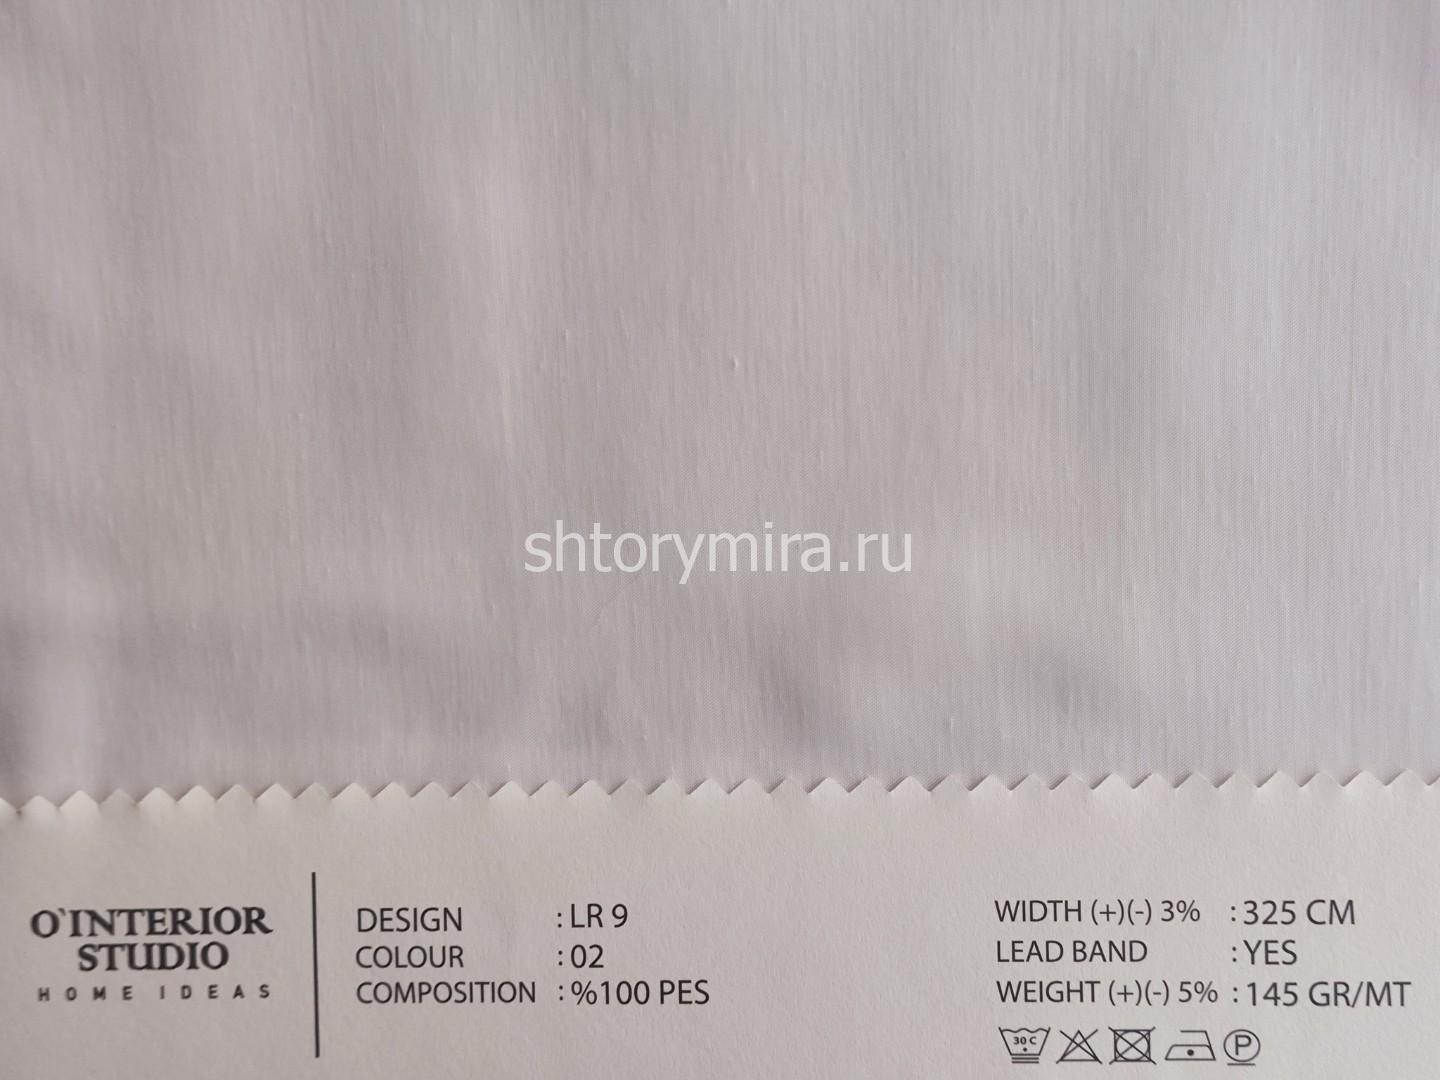 shtorymira.ru
O`INTERIOR
STUDIO
HOME IDEAS
DESIGN : LR 9
COLOUR : 02
COMPOSITION : %100 PES
WIDTH (+)(-) 3% : 325 CM
LEAD BAND : YES
WEIGHT (+)(-) 5% : 145 GR/MT
30 C P